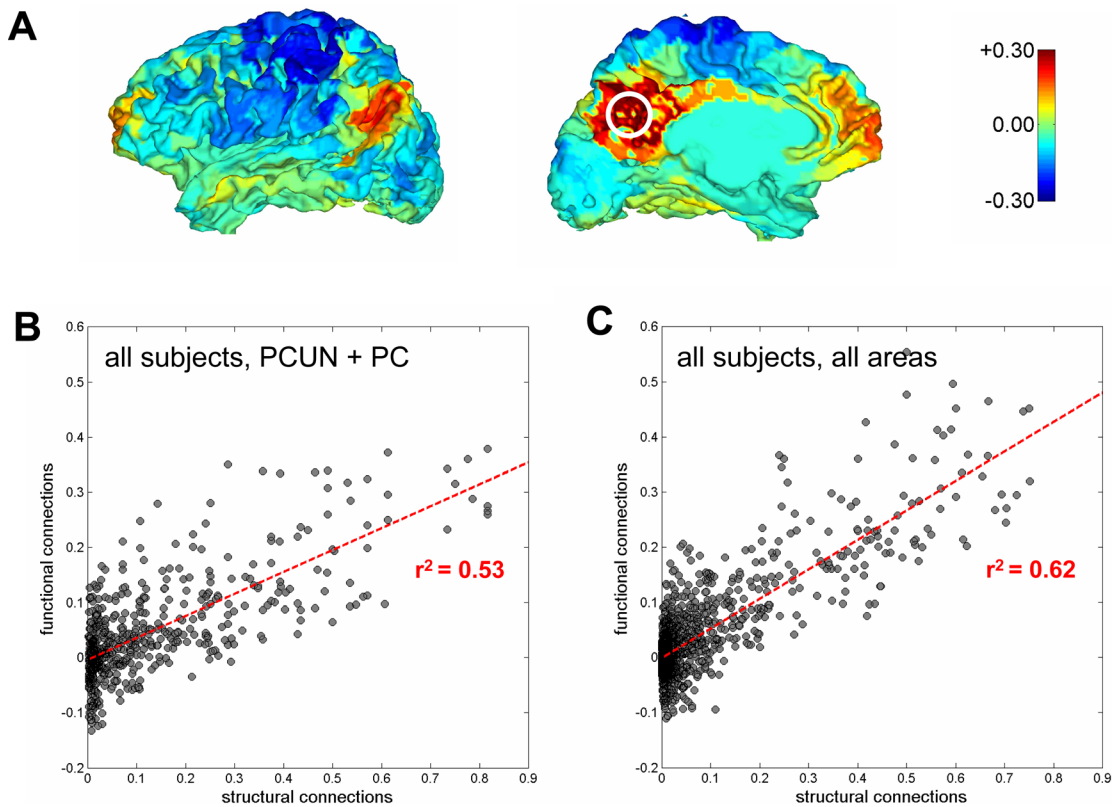 A
+0.30
0.00
-0.30
B
all subjects, PCUN + PC
0.6
0.5
0.4
0.3
0.2
0.1
0
-0.1
-0.2
functional connections
r² = 0.53
0 0.1 0.2 0.3 0.4 0.5 0.6 0.7 0.8 0.9
structural connections
C
all subjects, all areas
0.6
0.5
0.4
0.3
0.2
0.1
0
-0.1
-0.2
functional connections
r² = 0.62
0 0.1 0.2 0.3 0.4 0.5 0.6 0.7 0.8 0.9
structural connections